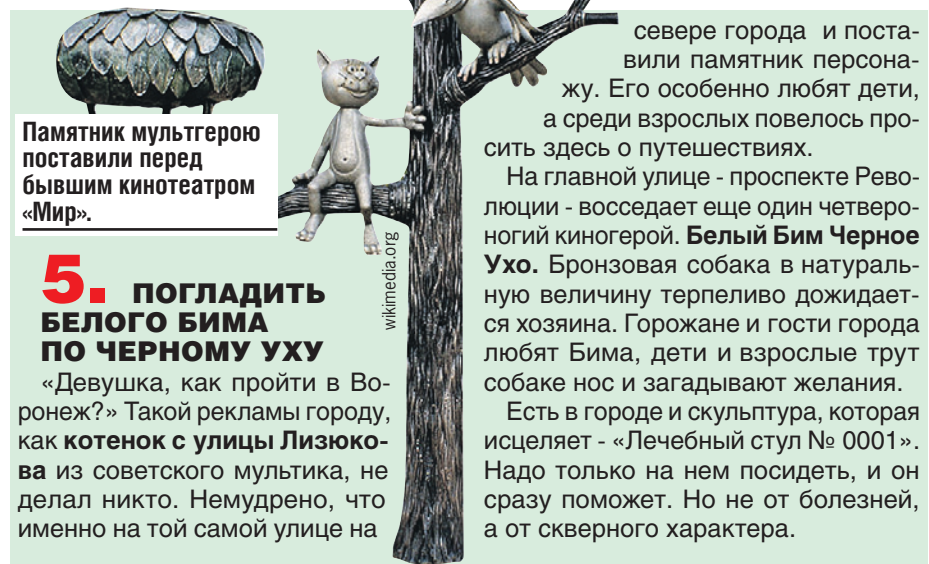 Памятник мультгерою
поставили перед
бывшим кинотеатром
«Мир».
wikimedia.org
5. ПОГЛАДИТЬ
БЕЛОГО БИМА
ПО ЧЕРНОМУ УХУ
«Девушка, как пройти в Во-
ронеж?» Такой рекламы городу,
как котенок с улицы Лизюко-
ва из советского мультика, не
делал никто. Немудрено, что
именно на той самой улице на
севере города и поста-
вили памятник персона-
жу. Его особенно любят дети,
а среди взрослых повелось про-
сить здесь о путешествиях.
На главной улице - проспекте Рево-
люции - восседает еще один четверо-
ногий киногерой. Белый Бим Черное
Ухо. Бронзовая собака в натураль-
ную величину терпеливо дожидает-
ся хозяина. Горожане и гости города
любят Бима, дети и взрослые трут
собаке нос и загадывают желания.
Есть в городе и скульптура, которая
исцеляет - «Лечебный стул № 0001».
Надо только на нем посидеть, и он
сразу поможет. Но не от болезней,
а от скверного характера.